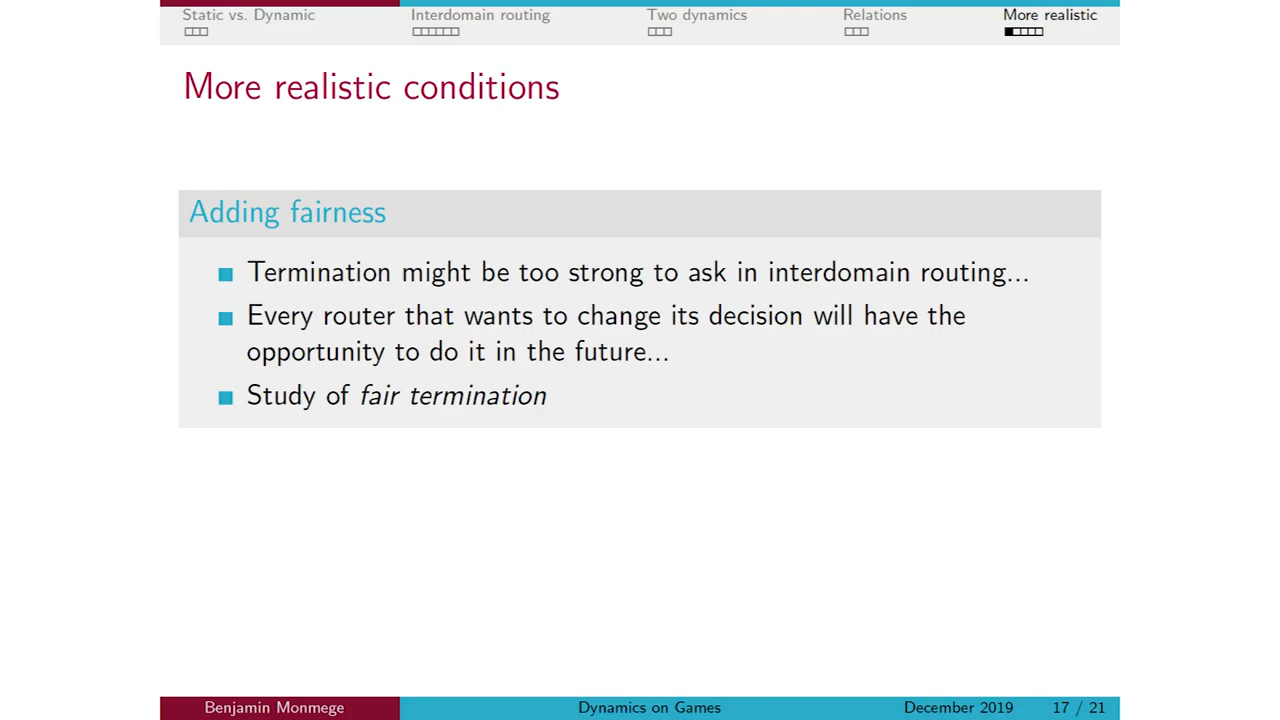 Static vs. Dynamic Interdomain routing Two dynamics Relations More realistic
More realistic conditions
Adding fairness
Termination might be too strong to ask in interdomain routing...
Every router that wants to change its decision will have the
opportunity to do it in the future...
Study of fair termination
Benjamin Monmege Dynamics on Games December 2019 17 / 21